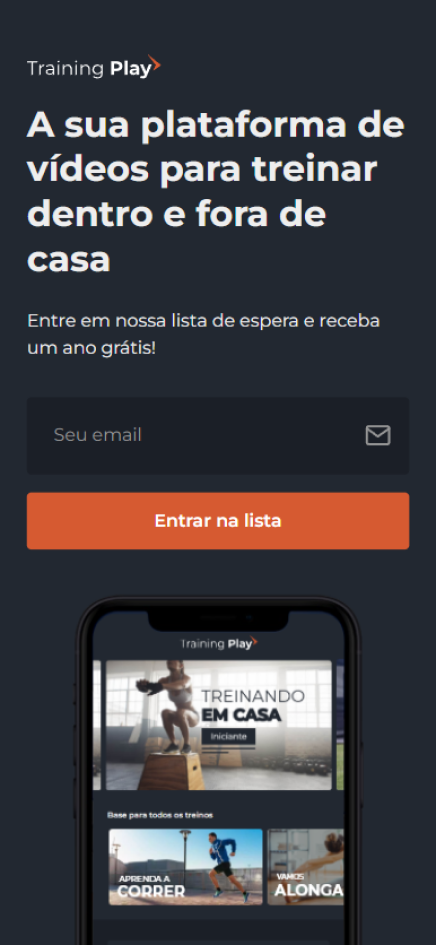 Training Play
A sua plataforma de
vídeos para treinar
dentro e fora de
casa
Entre em nossa lista de espera e receba
um ano grátis!
Seu email
Entrar na lista
Training Play
TREINANDO
EM CASA
Iniciante
Base para todos os treinos
APRENDA A
CORRER
VAMOS
ALONGA